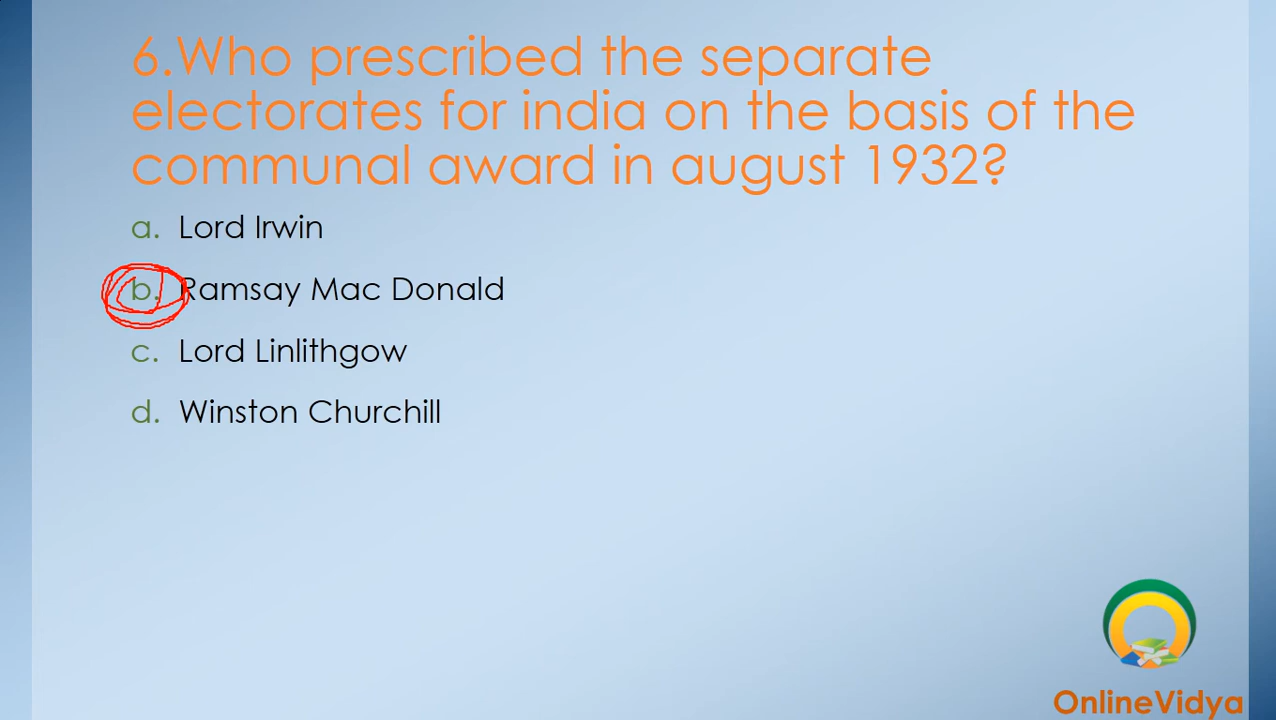 6.Who prescribed the separate
electorates for india on the basis of the
communal award in august 1932?
a. Lord Irwin
b. Ramsay Mac Donald
c. Lord Linlithgow
d. Winston Churchill
OnlineVidya